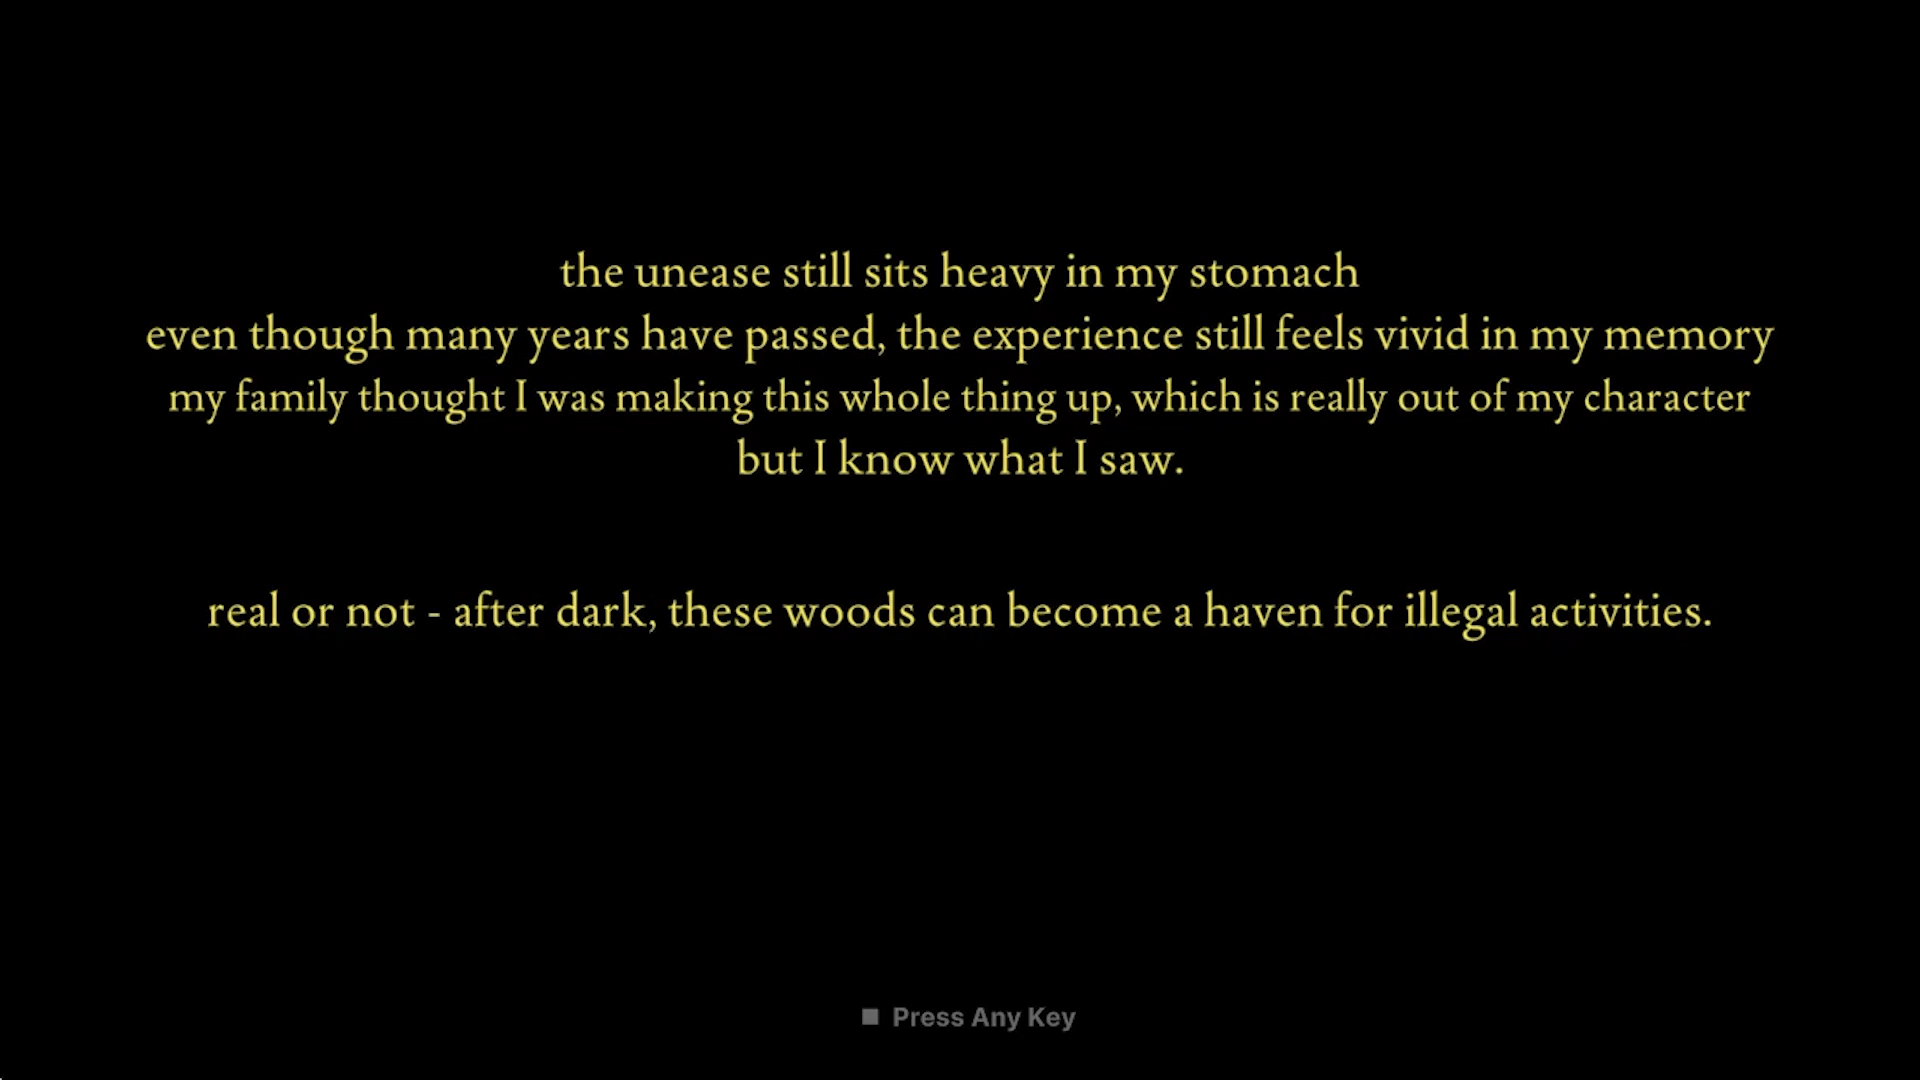 the unease still sits heavy in my stomach
even though many years have passed, the experience still feels vivid in my memory
my family thought I was making this whole thing up, which is really out of my character
but I know what I saw.
real or not - after dark, these woods can become a haven for illegal activities.
Press Any Key